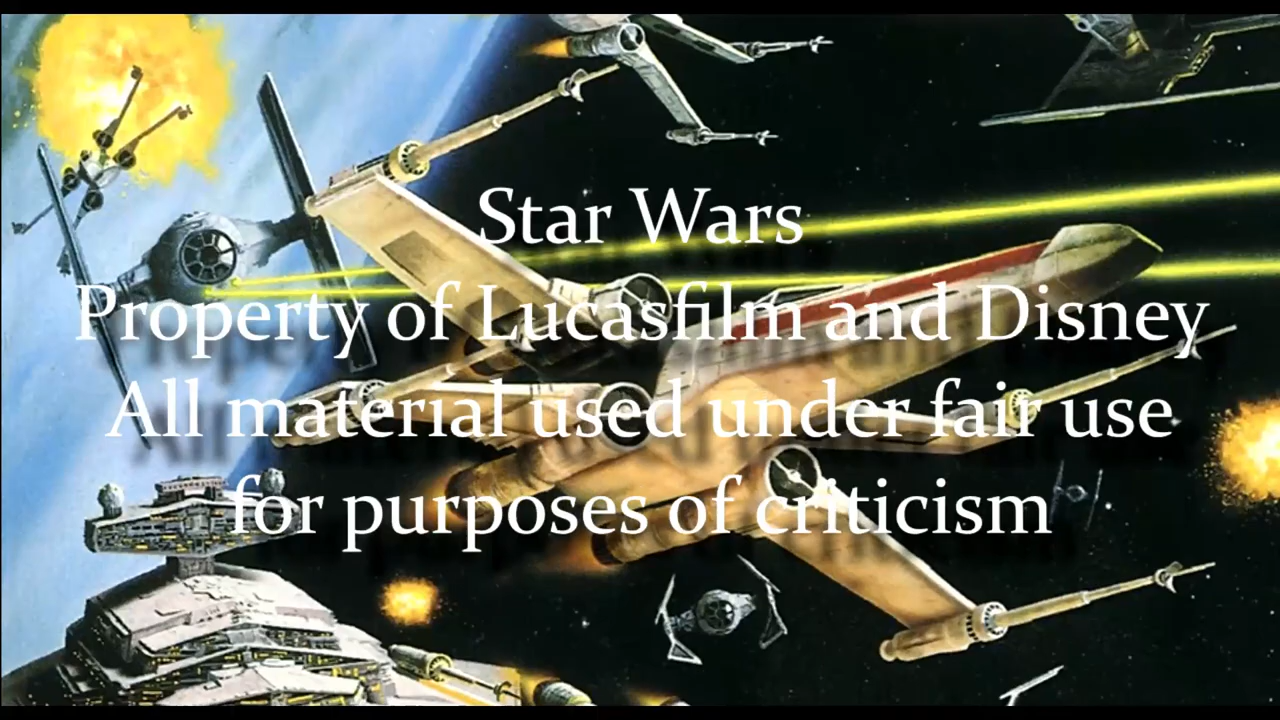 Star Wars
Property of Lucasfilm and Disney
All material used under fair use
for purposes of criticism